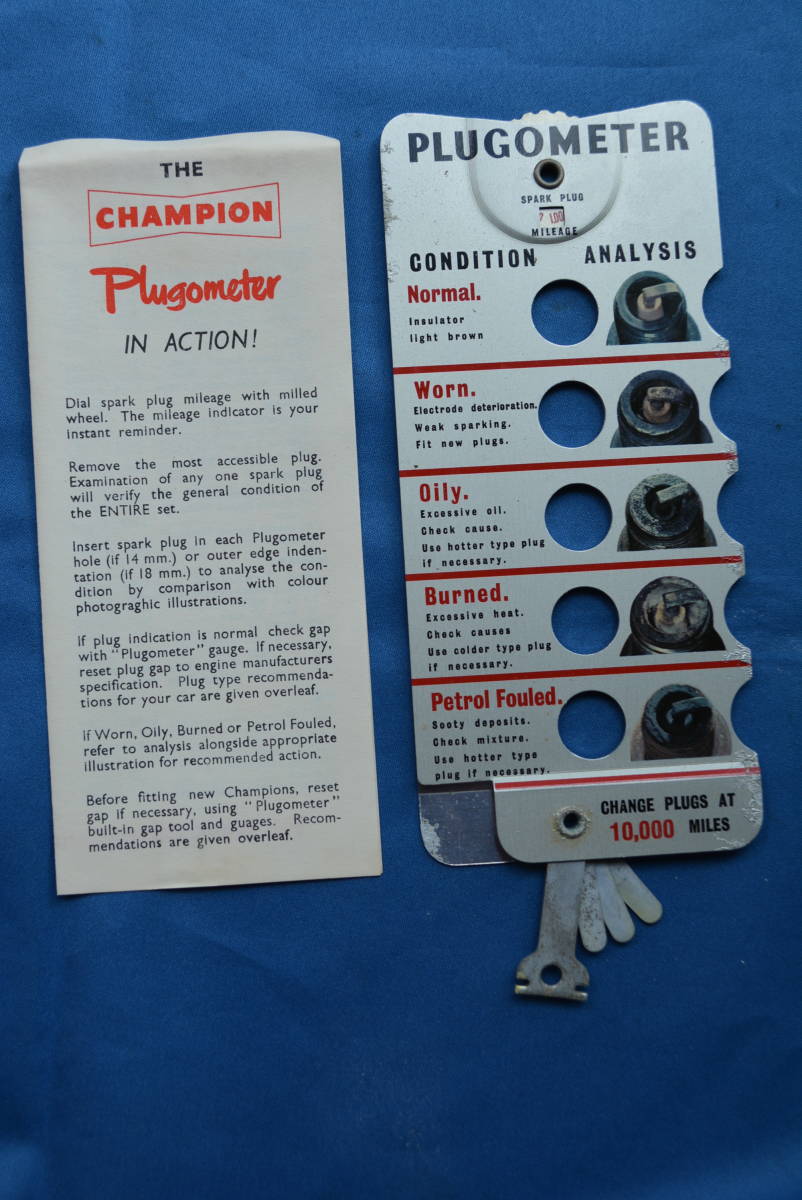 THE
CHAMPION
Plugometer
IN ACTION!
Dial spark plug mileage with milled
wheel. The mileage indicator is your
instant reminder.
Remove the most accessible plug.
Examination of any one spark plug
will verify the general condition of
the ENTIRE set.
Insert spark plug in each Plugometer
hole (if 14 mm.) or outer edge inden-
tation (if 18 mm.) to analyse the con-
dition by comparison with colour
photograghic illustrations.
If plug indication is normal check gap
with "Plugometer" gauge. If necessary,
reset plug gap to engine manufacturers
specification. Plug type recommenda-
tions for your car are given overleaf.
If Worn, Oily, Burned or Petrol Fouled,
refer to analysis alongside appropriate
illustration for recommended action.
Before fitting new Champions, reset
gap if necessary, using "Plugometer"
built-in gap tool and guages. Recom-
mendations are given overleaf.
PLUGOMETER
SPARK PLUG
MILEAGE
CONDITION ANALYSIS
Normal.
Insulator
light brown
Worn.
Electrode deterioration.
Weak sparking.
Fit new plugs.
Oily.
Excessive oil.
Check cause.
Use hotter type plug
if necessary.
Burned.
Excessive heat.
Check causes
Use colder type plug
if necessary.
Petrol Fouled.
Sooty deposits.
Check mixture.
Use hotter type
plug if necessary.
CHANGE PLUGS AT
10,000 MILES